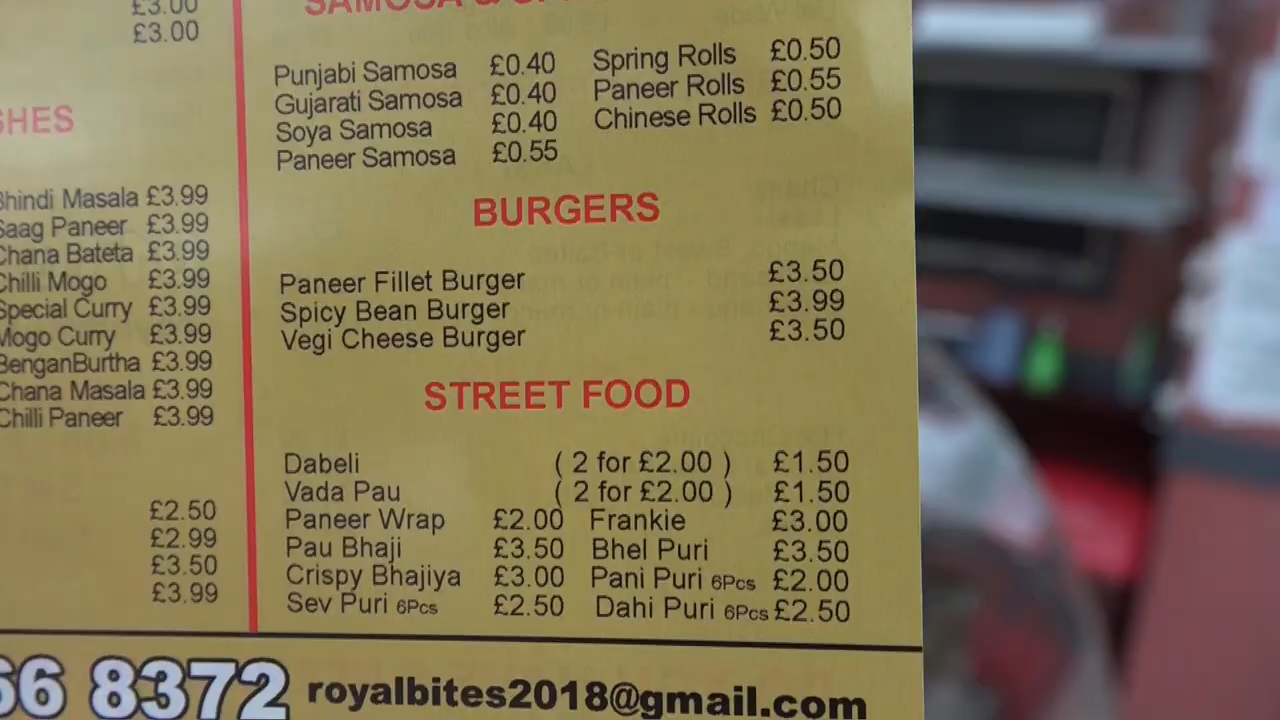 £3.00
£3.00
SHES
Bhindi Masala £3.99
Saag Paneer £3.99
Chana Bateta £3.99
Chilli Mogo £3.99
Special Curry £3.99
Mogo Curry £3.99
BenganBurtha £3.99
Chana Masala £3.99
Chilli Paneer £3.99
£2.50
£2.99
£3.50
£3.99
SAMOSA &
Punjabi Samosa £0.40 Spring Rolls £0.50
Gujarati Samosa £0.40 Paneer Rolls £0.55
Soya Samosa £0.40 Chinese Rolls £0.50
Paneer Samosa £0.55
BURGERS
Paneer Fillet Burger £3.50
Spicy Bean Burger £3.99
Vegi Cheese Burger £3.50
STREET FOOD
Dabeli ( 2 for £2.00 ) £1.50
Vada Pau ( 2 for £2.00 ) £1.50
Paneer Wrap £2.00 Frankie £3.00
Pau Bhaji £3.50 Bhel Puri £3.50
Crispy Bhajiya £3.00 Pani Puri 6Pcs £2.00
Sev Puri 6Pcs £2.50 Dahi Puri 6Pcs £2.50
66 8372 royalbites2018@gmail.com